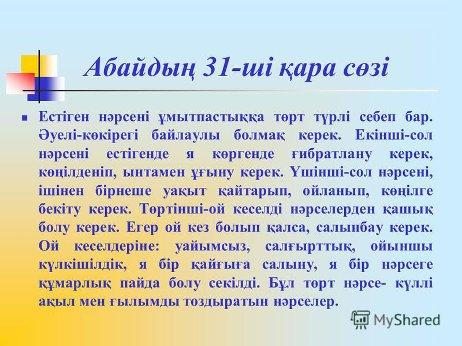 Абайдың 31-ші қара сөзі
Естіген нәрсені ұмытпастыққа төрт түрлі себеп бар.
Әуелі-көкірегі байлаулы болмақ керек. Екінші-сол
нәрсені естігенде я көргенде ғибратлану керек,
көңілденіп, ынтамен ұғыну керек. Үшінші-сол нәрсені,
ішінен бірнеше уақыт қайтарып, ойланып, көңілге
бекіту керек. Төртінші-ой кеселді нәрселерден қашық
болу керек. Егер ой кез болып қалса, салынбау керек.
Ой кеселдеріне: уайымсыз, салғырттық, ойыншы
күлкішілдік, я бір қайғыға салыну, я бір нәрсеге
құмарлық пайда болу секілді. Бұл төрт нәрсе- күллі
ақыл мен ғылымды тоздыратын нәрселер.
MyShared